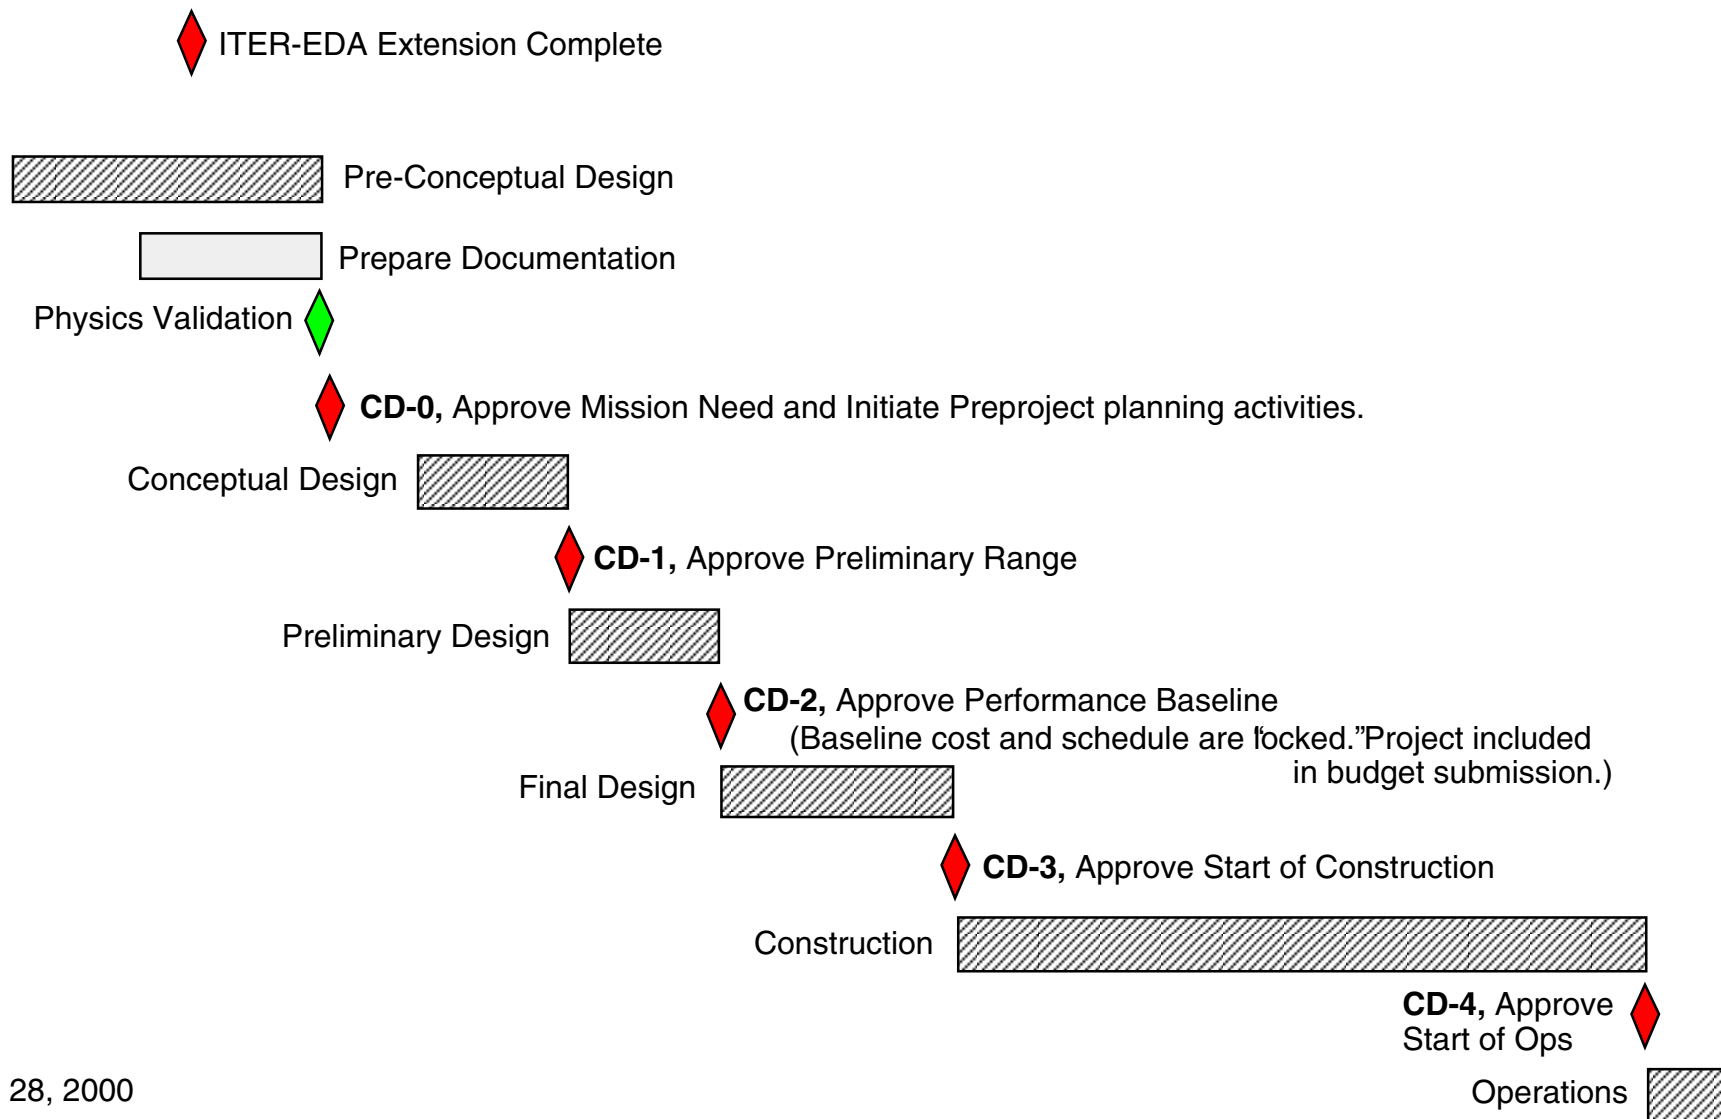 ITER-EDA Extension Complete
Pre-Conceptual Design
Prepare Documentation
Physics Validation
CD-0, Approve Mission Need and Initiate Preproject planning activities.
Conceptual Design
CD-1, Approve Preliminary Range
Preliminary Design
CD-2, Approve Performance Baseline
(Baseline cost and schedule are “locked.”Project included
in budget submission.)
Final Design
CD-3, Approve Start of Construction
Construction
CD-4, Approve
Start of Ops
28, 2000
Operations